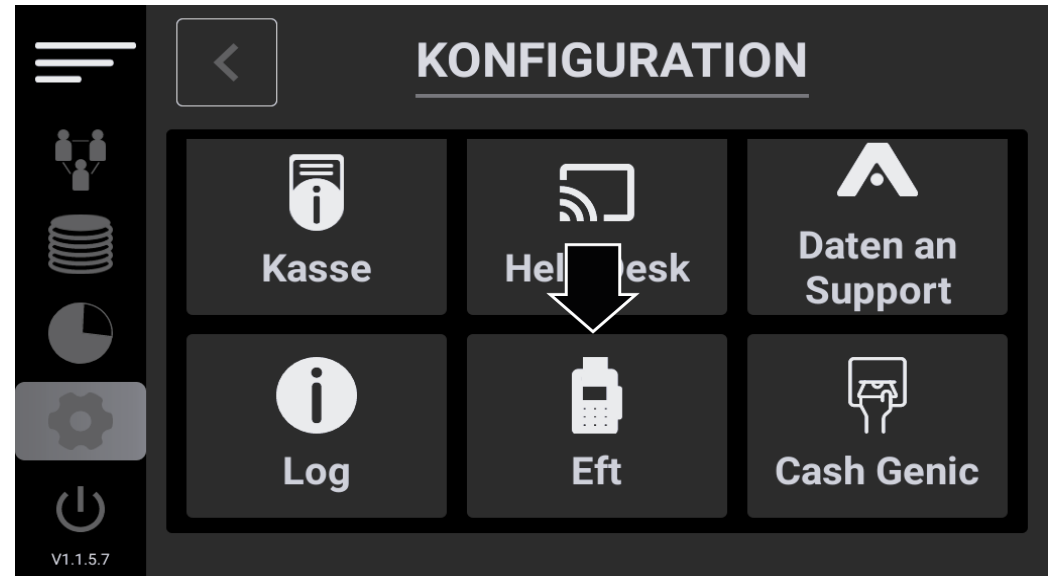 KONFIGURATION
Kasse
Hel esk
Daten an
Support
Log
Eft
Cash Genic
V1.1.5.7